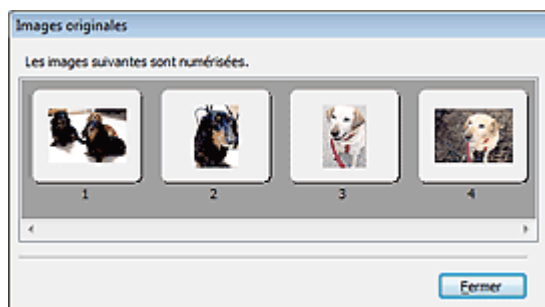 Images originales
Les images suivantes sont numérisées.
1 2 3 4
Fermer